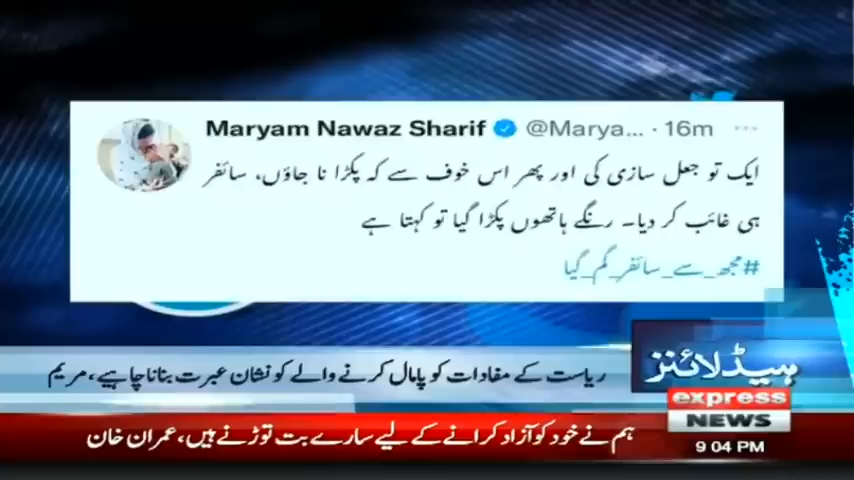 Maryam Nawaz Sharif @Marya... · 16m
ایک تو جعل سازی کی اور پھر اس خوف سے کہ پکڑا نا جاؤں، سائفر
ہی غائب کر دیا۔ رنگے ہاتھوں پکڑا گیا تو کہتا ہے
#مجھ_سے_سائفر_گم_گیا
ریاست کے مفادات کو پامال کرنے والے کو نشان عبرت بنانا چاہیے، مریم
ہیڈلائنز
express
NEWS
ہم نے خود کو آزاد کرانے کے لیے سارے بت توڑنے ہیں، عمران خان
9:04 PM